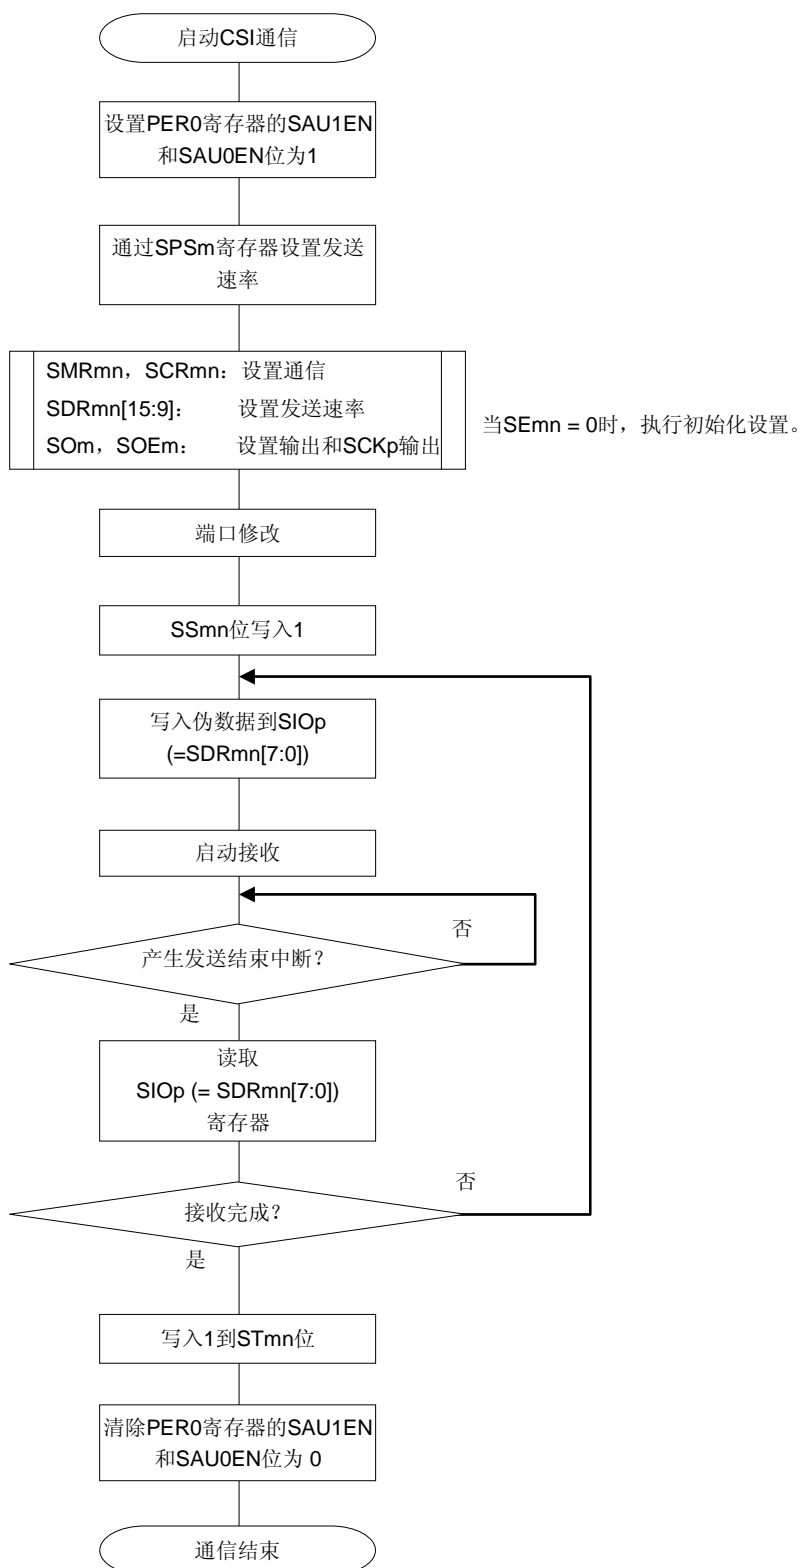 启动CSI通信
设置PER0寄存器的SAU1EN
和SAU0EN位为1
通过SPSm寄存器设置发送
速率
SMRmn，SCRmn：设置通信
SDRmn[15:9]： 设置发送速率
SOm，SOEm： 设置输出和SCKp输出
当SEmn = 0时，执行初始化设置。
端口修改
SSmn位写入1
写入伪数据到SIOp
(=SDRmn[7:0])
启动接收
否
产生发送结束中断？
是
读取
SIOp (= SDRmn[7:0])
寄存器
否
接收完成？
是
写入1到STmn位
清除PER0寄存器的SAU1EN
和SAU0EN位为 0
通信结束